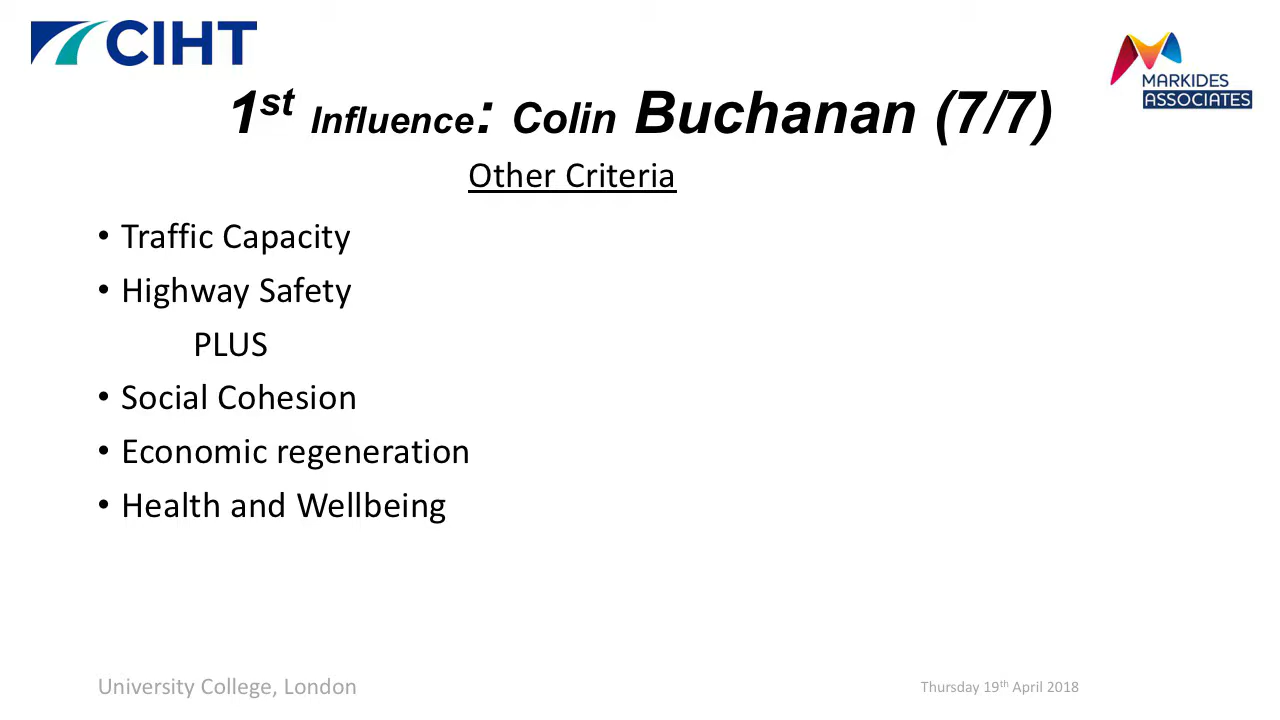 CIHT
MARKIDES
ASSOCIATES
1st Influence: Colin Buchanan (7/7)
Other Criteria
• Traffic Capacity
• Highway Safety
PLUS
• Social Cohesion
• Economic regeneration
• Health and Wellbeing
University College, London
Thursday 19th April 2018